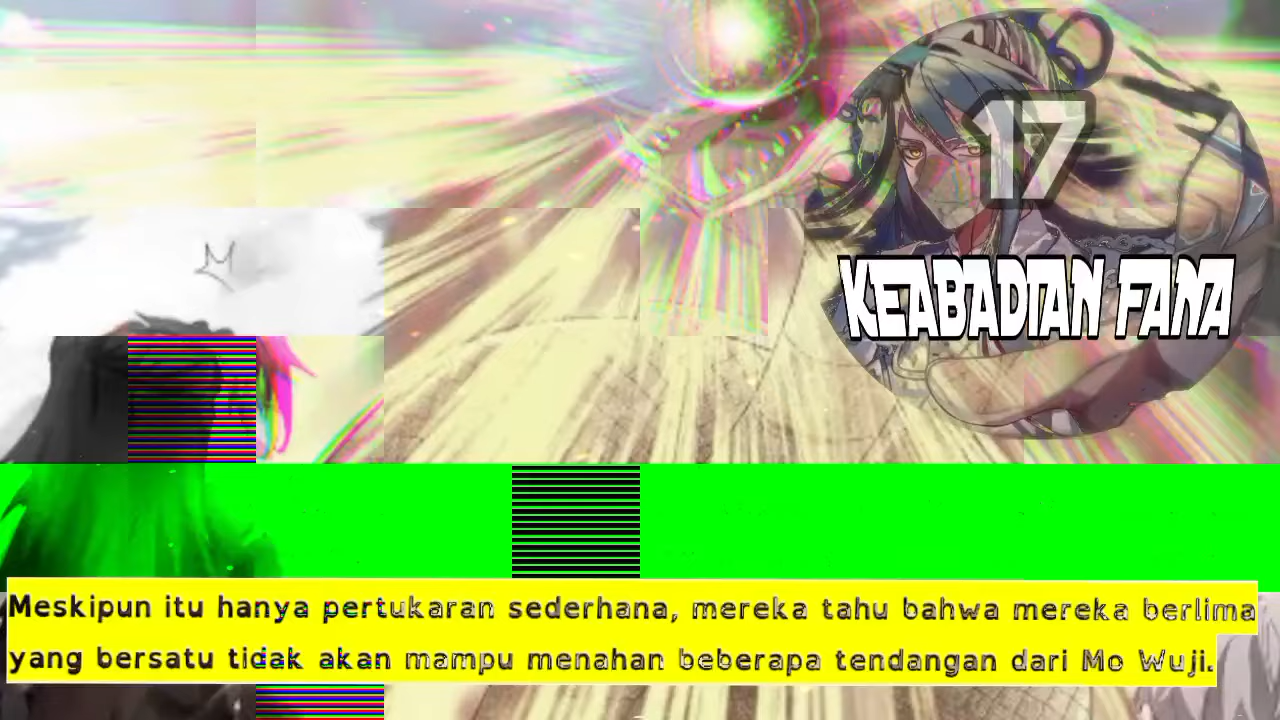 17
KEABADIAN FANA
Meskipun itu hanya pertukaran sederhana, mereka tahu bahwa mereka berlima
yang bersatu tidak akan mampu menahan beberapa tendangan dari Mo Wuji.